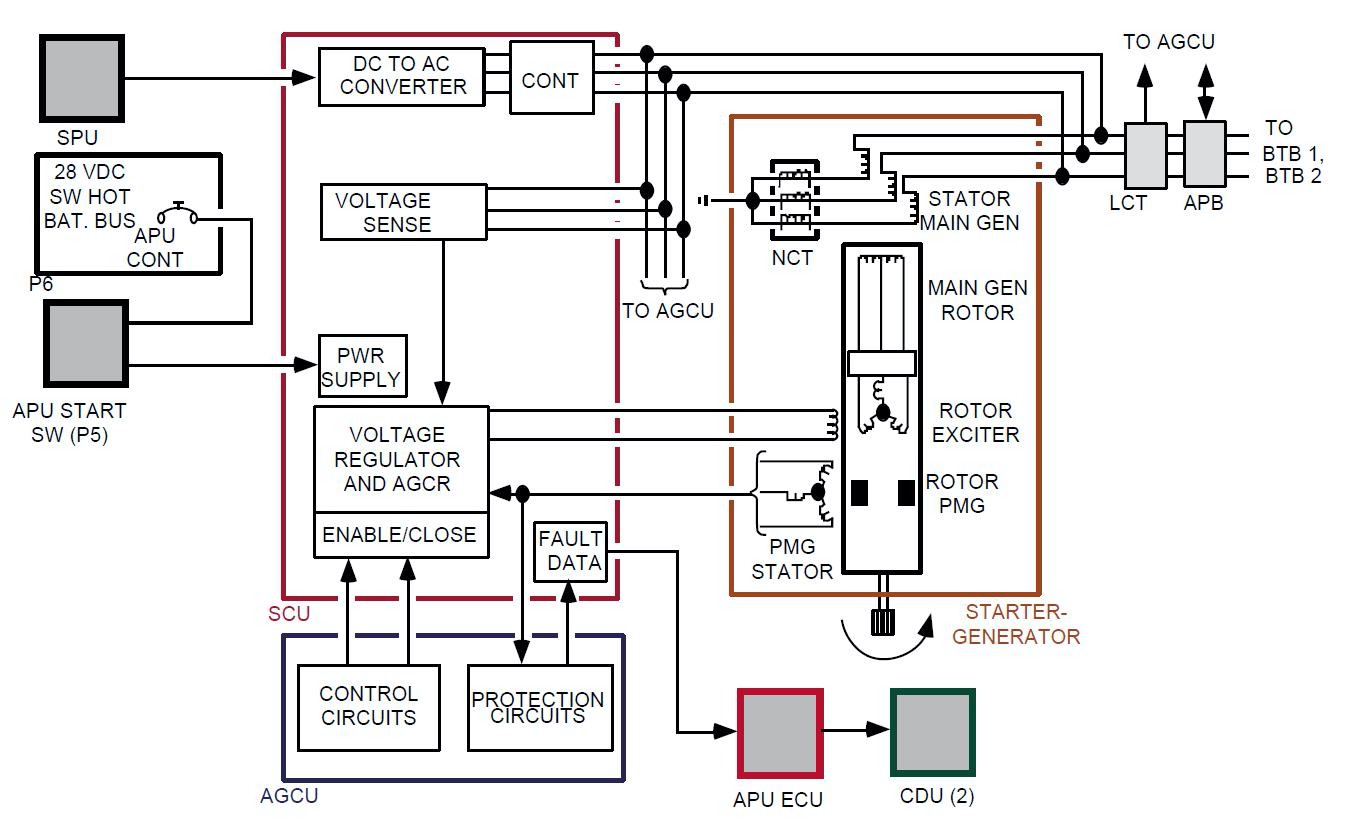 TO AGCU
DC TO AC
CONVERTER
CONT
SPU
TO
BTB 1,
BTB 2
28 VDC
SW HOT
BAT. BUS
APU
CONT
P6
VOLTAGE
SENSE
STATOR
MAIN GEN
LCT
APB
NCT
TO AGCU
MAIN GEN
ROTOR
PWR
SUPPLY
APU START
SW (P5)
VOLTAGE
REGULATOR
AND AGCR
ENABLE/CLOSE
ROTOR
EXCITER
ROTOR
PMG
FAULT
DATA
PMG
STATOR
SCU
STARTER-
GENERATOR
CONTROL
CIRCUITS
PROTECTION
CIRCUITS
AGCU
APU ECU
CDU (2)